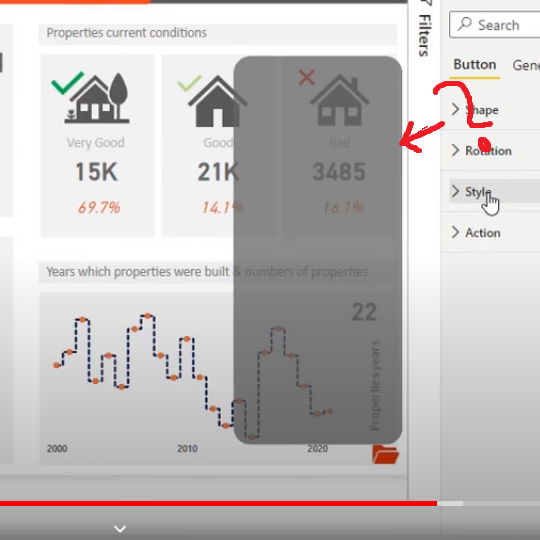 Properties current conditions
Very Good
Good
Bad
15K
21K
3485
69.7%
14.1%
16.1%
Years which properties were built & numbers of properties
22
Properties years
2000
2010
2020
Filters
Search
Button
Gene
Shape
Rotation
Style
Action
?